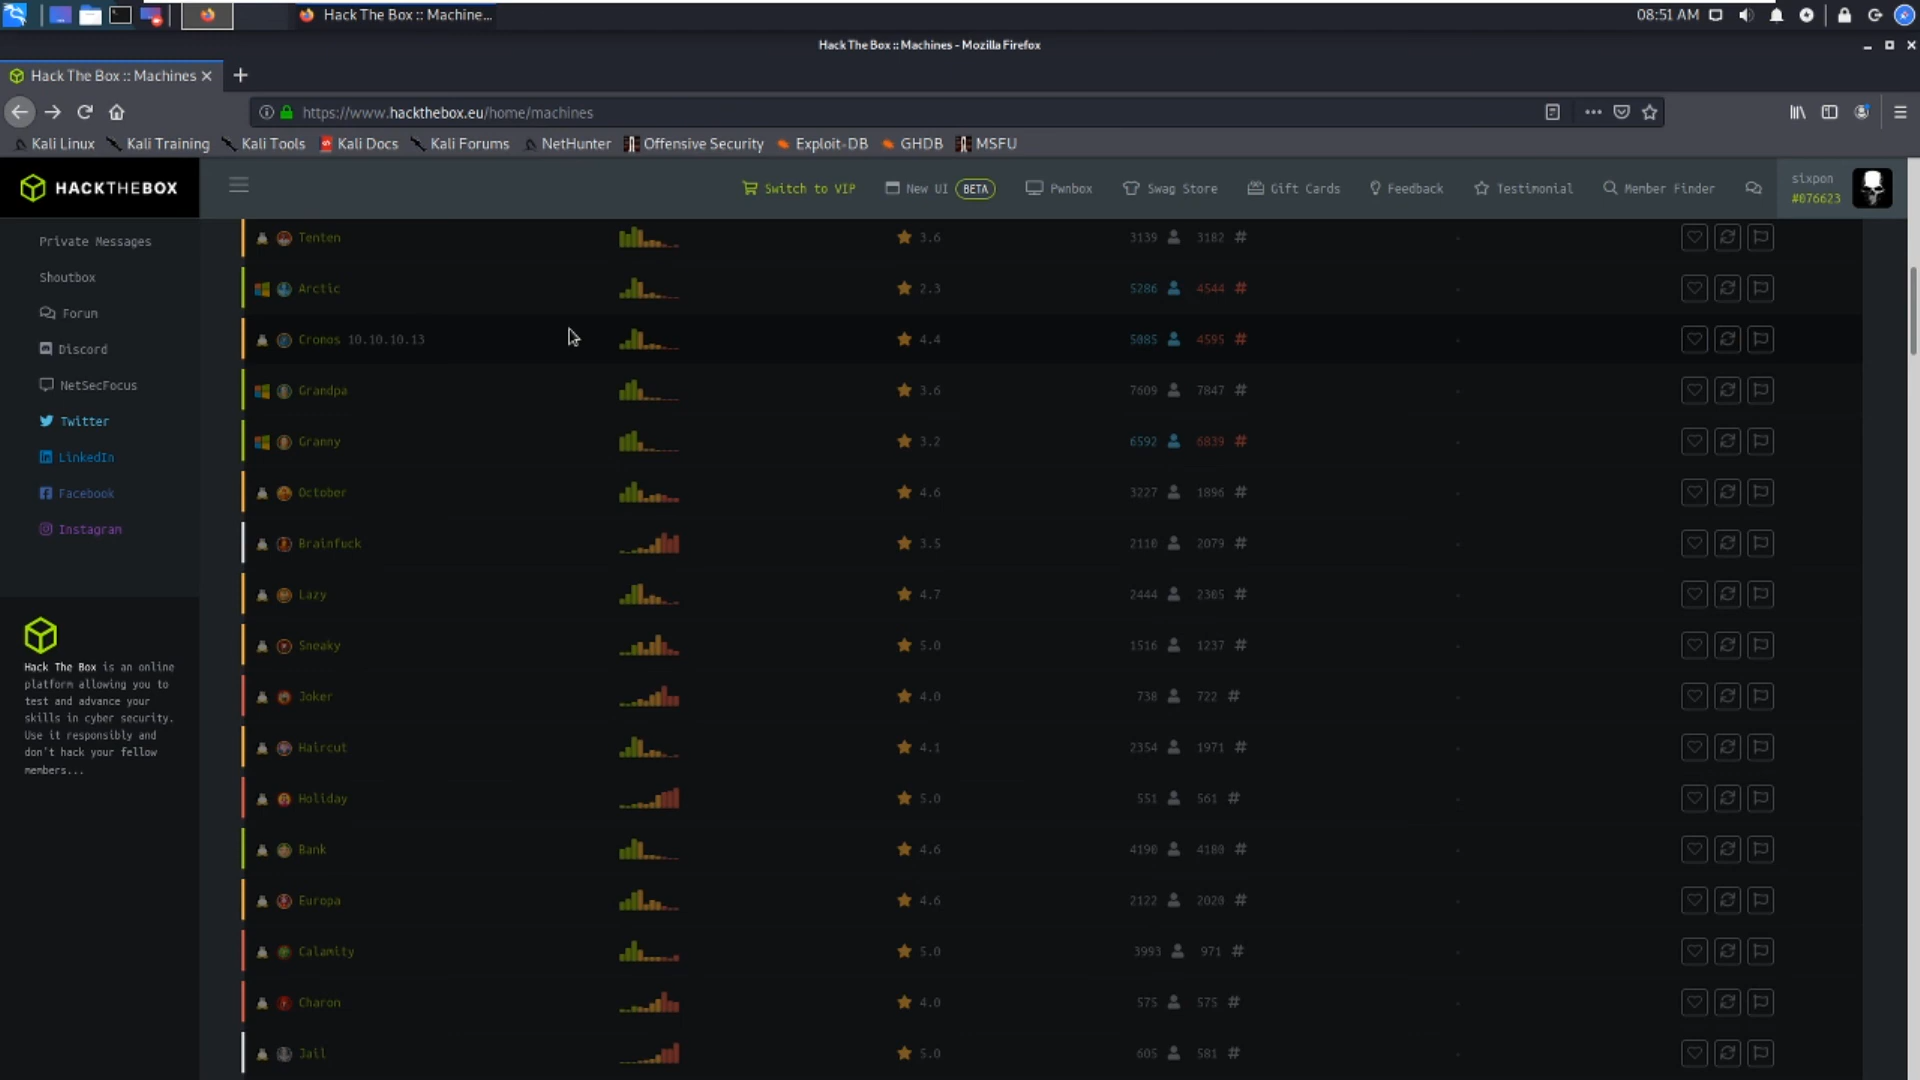 Hack The Box :: Machine...
08:51 AM
Hack The Box :: Machines - Mozilla Firefox
Hack The Box :: Machines
https://www.hackthebox.eu/home/machines
Kali Linux Kali Training Kali Tools Kali Docs Kali Forums NetHunter Offensive Security Exploit-DB GHDB MSFU
HACKTHEBOX
Switch to VIP New UI BETA Pwnbox Swag Store Gift Cards Feedback Testimonial Member Finder
sixpon
#076623
Private Messages
Shoutbox
Forum
Discord
NetSecFocus
Twitter
LinkedIn
Facebook
Instagram
Hack The Box is an online
platform allowing you to
test and advance your
skills in cyber security.
Use it responsibly and
don't hack your fellow
members...
Tenten 3.6 3139 3182 # -
Arctic 2.3 5286 4544 # -
Cronos 10.10.10.13 4.4 5085 4595 # -
Grandpa 3.6 7609 7847 # -
Granny 3.2 6592 6839 # -
October 4.6 3227 1896 # -
Brainfuck 3.5 2110 2079 # -
Lazy 4.7 2444 2305 # -
Sneaky 5.0 1516 1237 # -
Joker 4.0 738 722 # -
Haircut 4.1 2354 1971 # -
Holiday 5.0 551 561 # -
Bank 4.6 4190 4180 # -
Europa 4.6 2122 2020 # -
Calamity 5.0 3993 971 # -
Charon 4.0 575 575 # -
Jail 5.0 605 581 # -